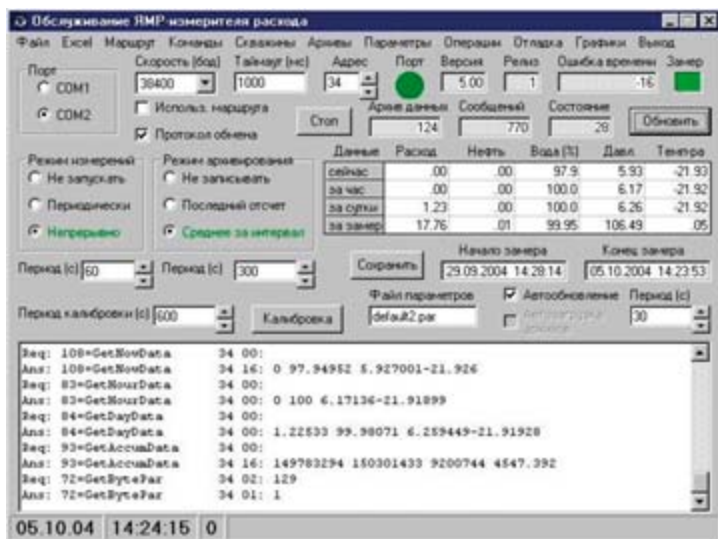 Обслуживание ЯМР-измерителя расхода
Файл Excel Маршрут Команды Скважины Архивы Параметры Операции Отладка Графики Выход
Порт Скорость (бод) Таймаут (мс) Адрес Порт Версия Релиз Ошибка времени Замер
COM1 38400 1000 34 5.00 1 -16
COM2 Использ. маршрута Стоп Архив данных Сообщений Состояние Обновить
Протокол обмена 124 770 28
Режим измерений Режим архивирования Данные Расход Нефть Вода (%) Давл. Темп-ра
Не запускать Не записывать сейчас .00 .00 97.9 5.93 -21.93
за час .00 .00 100.0 6.17 -21.92
Периодически Последний отсчет за сутки 1.23 .00 100.0 6.26 -21.92
Непрерывно Среднее за интервал за замер 17.76 .01 99.95 106.49 .05
Начало замера Конец замера
Период (с) 60 Период (с) 300 Сохранить 29.09.2004 14:28:14 05.10.2004 14:23:53
Файл параметров Автообновление Период (с)
Период калибровки (с) 600 Калибровка default2.par 30
Req: 108=GetNowData 34 00:
Ans: 108=GetNowData 34 16: 0 97.94952 5.927001-21.926
Req: 83=GetHourData 34 00:
Ans: 83=GetHourData 34 00: 0 100 6.17136-21.91899
Req: 84=GetDayData 34 00:
Ans: 84=GetDayData 34 00: 1.22533 99.98071 6.259449-21.91928
Req: 93=GetAccumData 34 00:
Ans: 93=GetAccumData 34 16: 149783294 150301433 9200744 4547.392
Req: 72=GetBytePar 34 02: 129
Ans: 72=GetBytePar 34 01: 1
05.10.04 14:24:15 0